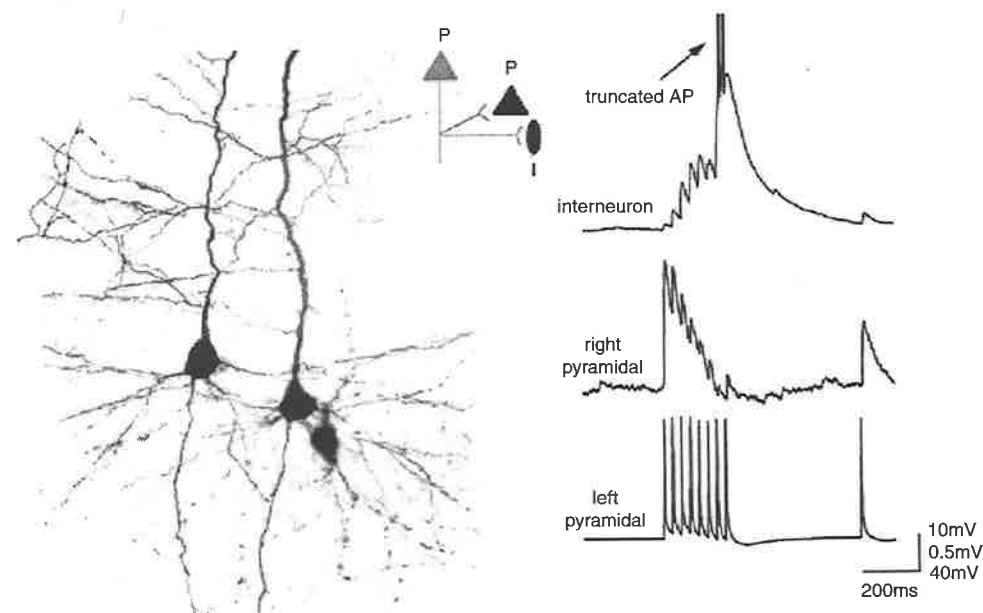 P
P
I
truncated AP
interneuron
right
pyramidal
left
pyramidal
10mV
0.5mV
40mV
200ms